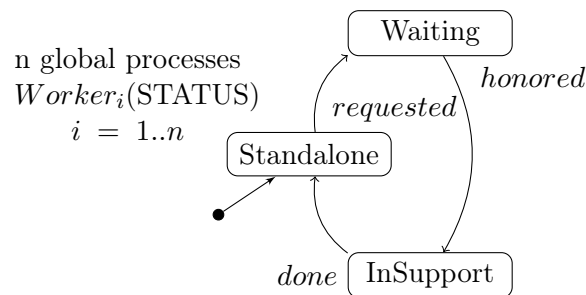 Waiting
n global processes
Worker_i(STATUS)
i = 1..n
honored
requested
Standalone
done
InSupport